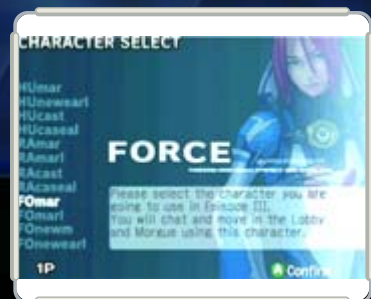 CHARACTER SELECT
HUmar
HUnewearl
HUcast
HUcaseal
RAmar
RAmarl
RAcast
RAcaseal
FOmar
FOmarl
FOnewm
FOnewearl
FORCE
Please select the character you are
going to use in Episode III.
You will chat and move in the Lobby
and Morgue using this character.
1P
A Confirm